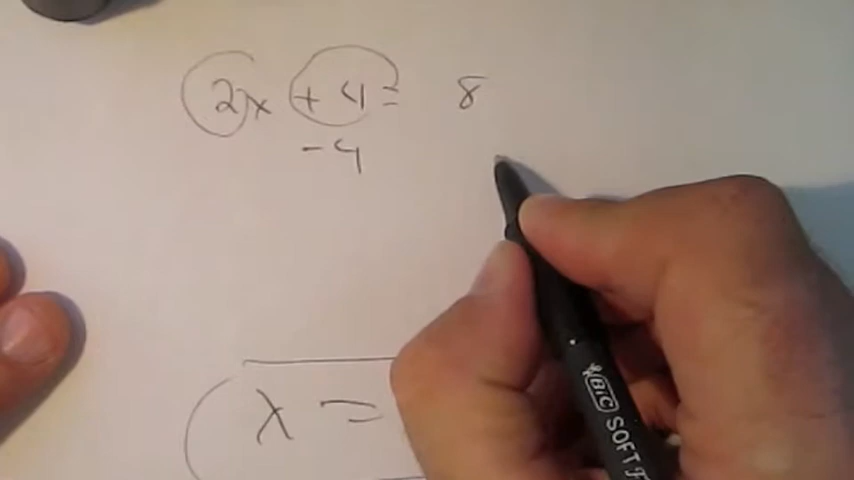 2x + 4 = 8
- 4
x =
BIC SOFT F